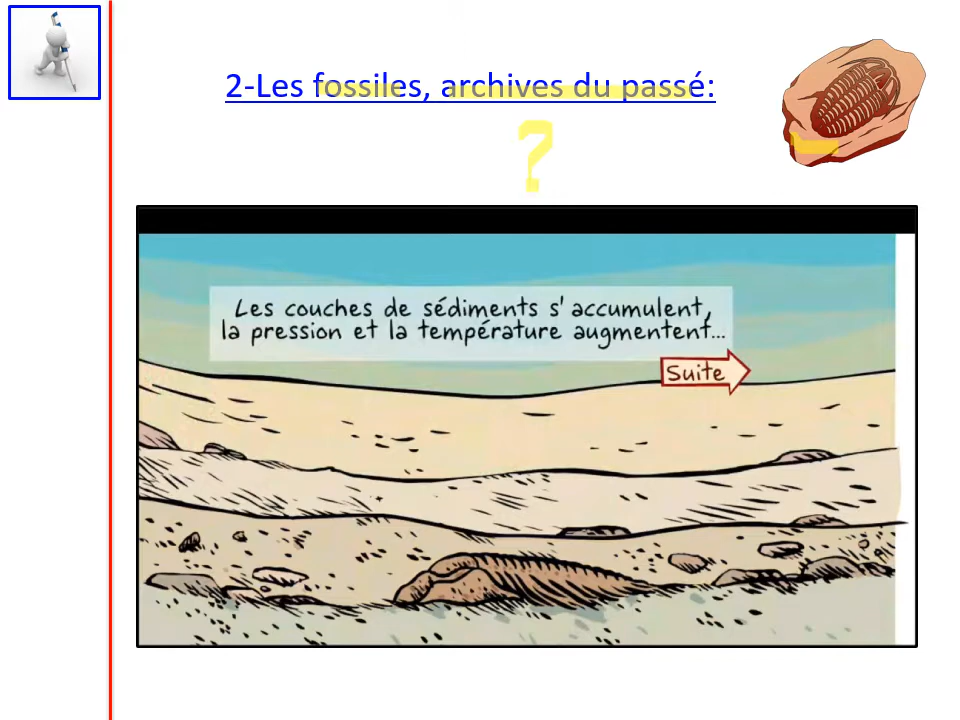 2-Les fossiles, archives du passé:
?
Les couches de sédiments s'accumulent,
la pression et la température augmentent...
Suite